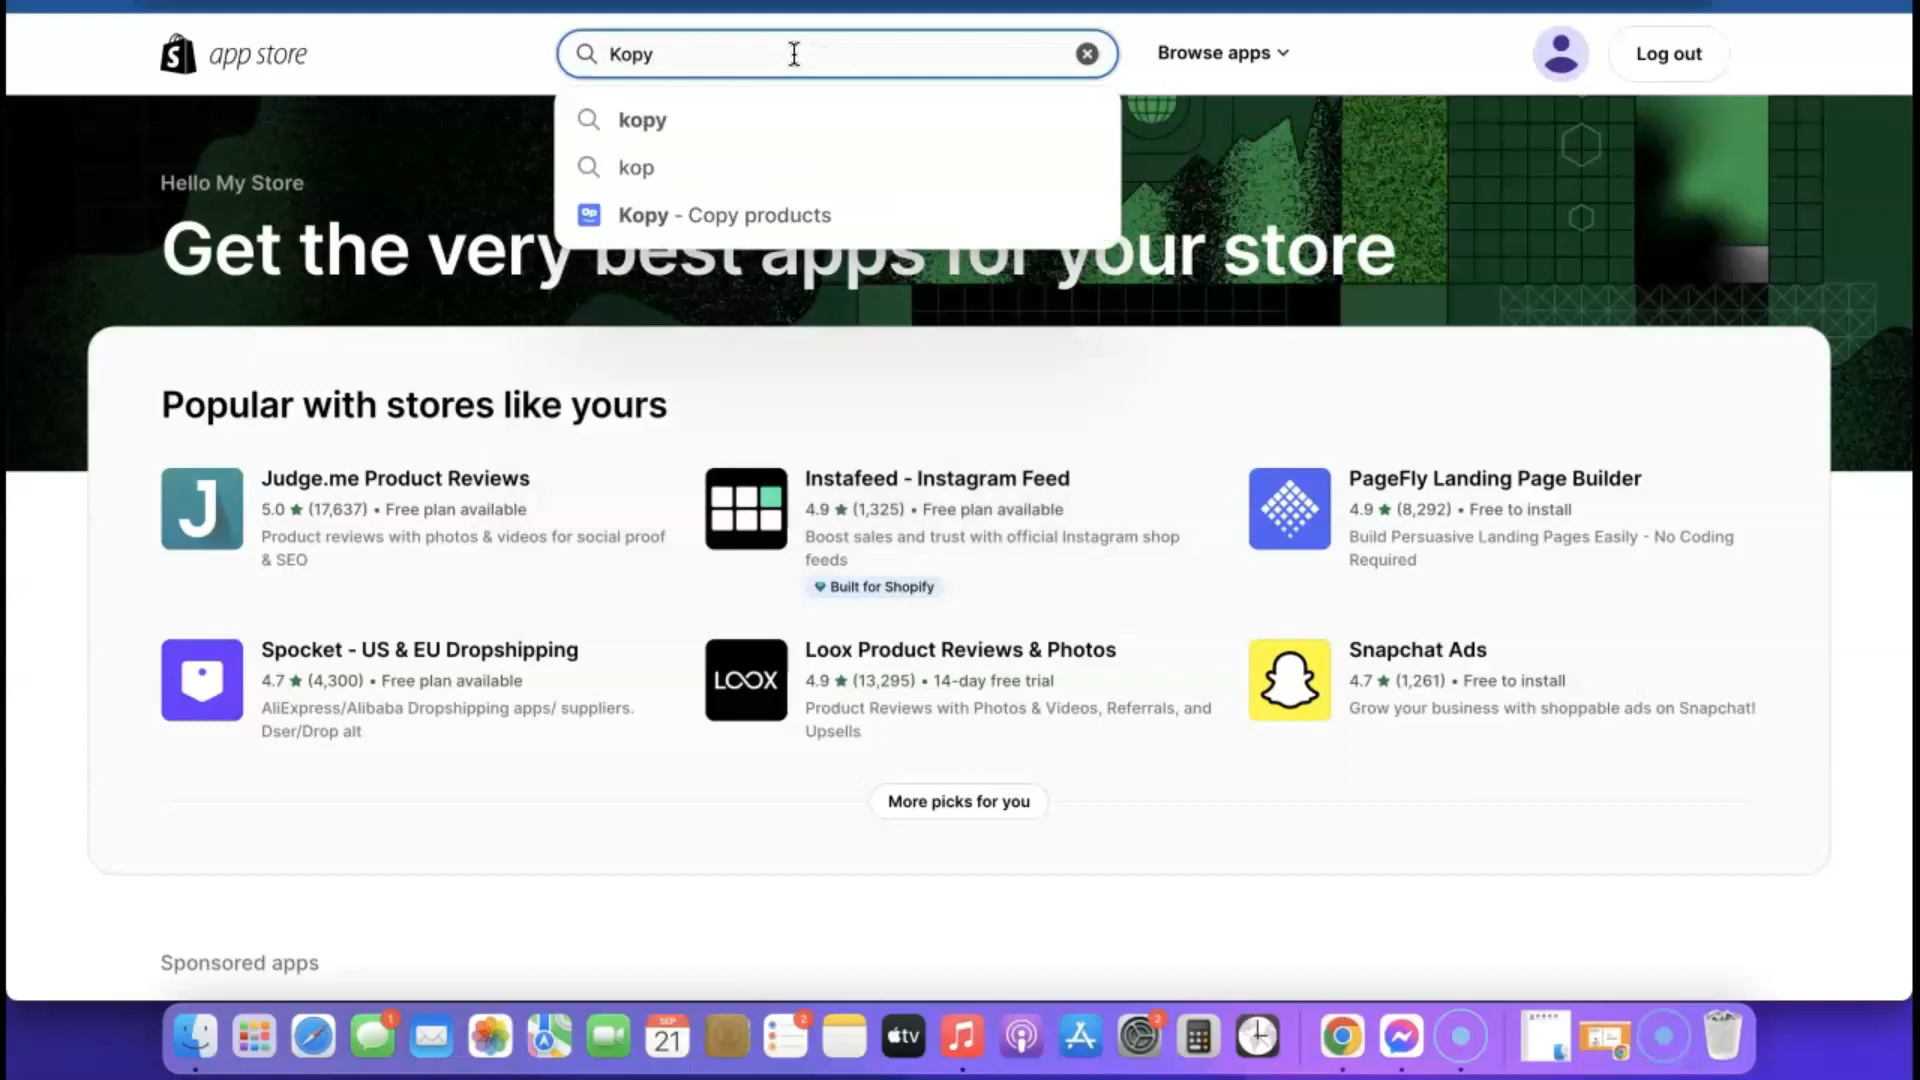 app store
Kopy
Browse apps
Log out
kopy
kop
Kopy - Copy products
Hello My Store
Get the very best apps for your store
Popular with stores like yours
Judge.me Product Reviews
5.0 ★ (17,637) • Free plan available
Product reviews with photos & videos for social proof
& SEO
Instafeed - Instagram Feed
4.9 ★ (1,325) • Free plan available
Boost sales and trust with official Instagram shop
feeds
Built for Shopify
PageFly Landing Page Builder
4.9 ★ (8,292) • Free to install
Build Persuasive Landing Pages Easily - No Coding
Required
Spocket - US & EU Dropshipping
4.7 ★ (4,300) • Free plan available
AliExpress/Alibaba Dropshipping apps/ suppliers.
Dser/Drop alt
LOOX
Loox Product Reviews & Photos
4.9 ★ (13,295) • 14-day free trial
Product Reviews with Photos & Videos, Referrals, and
Upsells
Snapchat Ads
4.7 ★ (1,261) • Free to install
Grow your business with shoppable ads on Snapchat!
More picks for you
Sponsored apps
1
SEP
21
2
tv
2